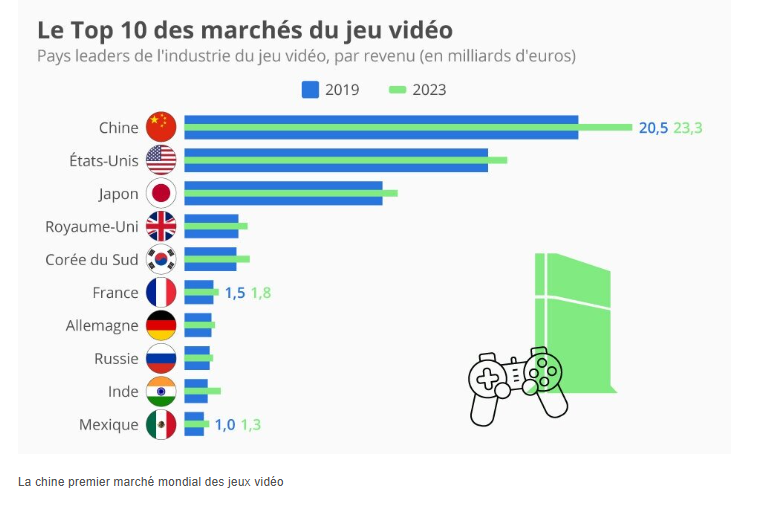 Le Top 10 des marchés du jeu vidéo
Pays leaders de l'industrie du jeu vidéo, par revenu (en milliards d'euros)
2019 2023
Chine 20,5 23,3
États-Unis
Japon
Royaume-Uni
Corée du Sud
France 1,5 1,8
Allemagne
Russie
Inde
Mexique 1,0 1,3
La chine premier marché mondial des jeux vidéo